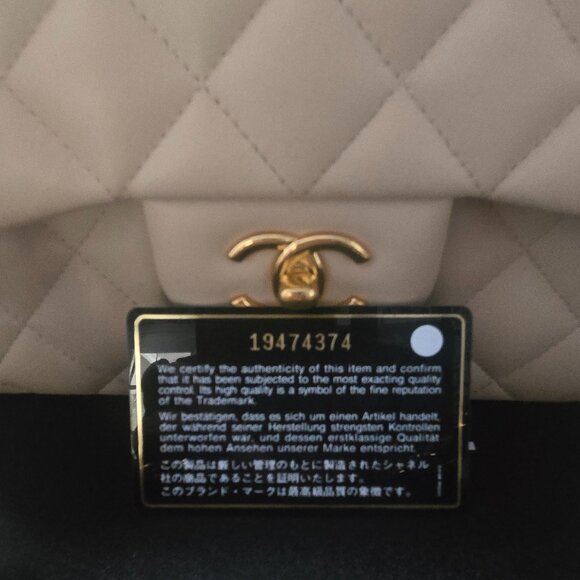 19474374
We certify the authenticity of this item and confirm
that it has been subjected to the most exacting quality
control. Its high quality is a symbol of the fine reputation
of the Trademark.
Wir bestätigen, dass es sich um einen Artikel handelt,
der während seiner Herstellung strengsten Kontrollen
unterworfen war, und dessen erstklassige Qualität
dem hohen Ansehen unserer Marke entspricht.
この製品は厳しい管理のもとに製造されたシャネル
社の商品であることを証明いたします。
このブランド・マークは最高級品質の象徴です。